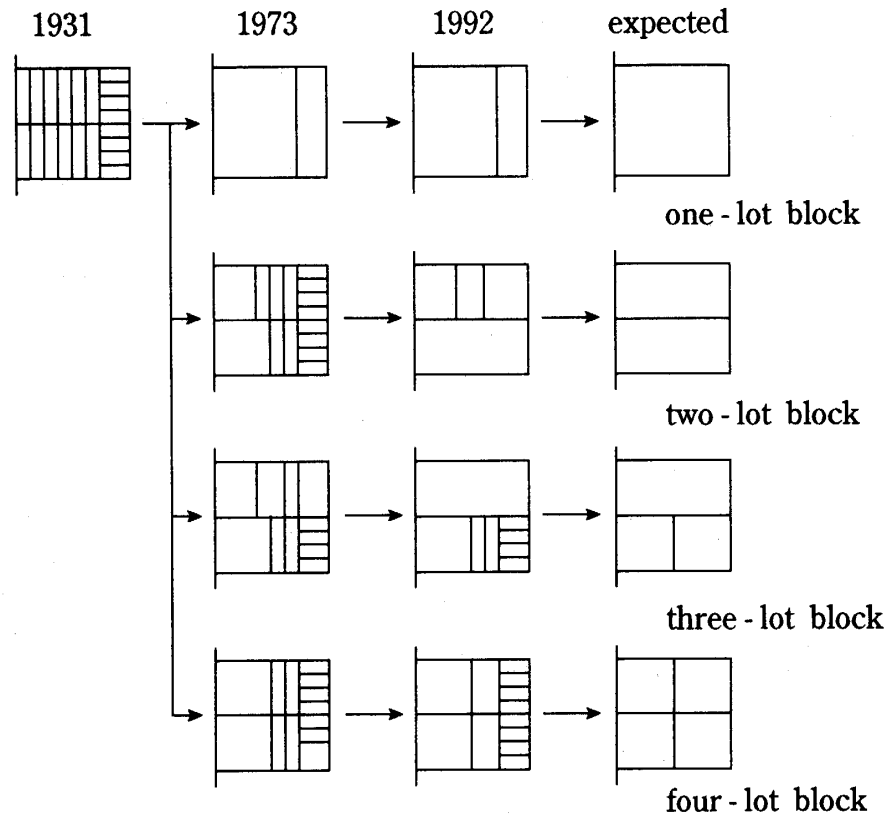 1931 1973 1992 expected
one - lot block
two - lot block
three - lot block
four - lot block